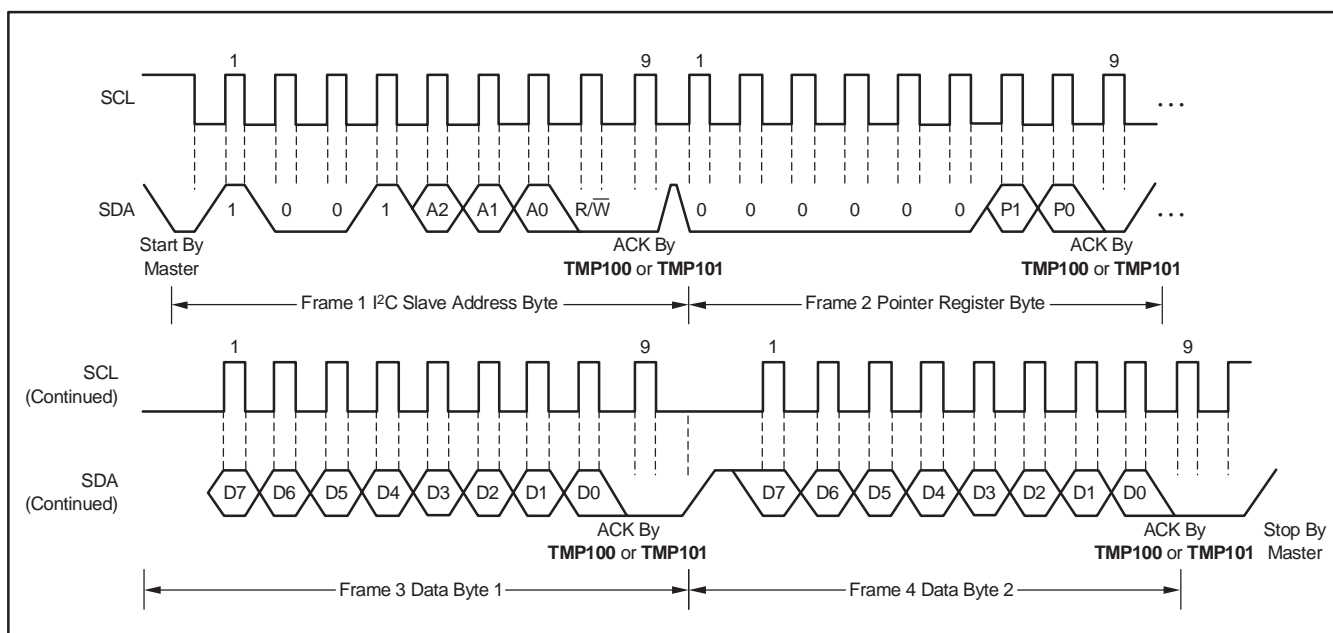 1 9 1 9
SCL ...
SDA 1 0 0 1 A2 A1 A0 R/W̅ 0 0 0 0 0 0 P1 P0 ...
Start By Master
ACK By TMP100 or TMP101
ACK By TMP100 or TMP101
Frame 1 I²C Slave Address Byte
Frame 2 Pointer Register Byte
1 9 1 9
SCL (Continued)
SDA (Continued)
D7 D6 D5 D4 D3 D2 D1 D0 D7 D6 D5 D4 D3 D2 D1 D0
ACK By TMP100 or TMP101
ACK By TMP100 or TMP101
Stop By Master
Frame 3 Data Byte 1
Frame 4 Data Byte 2